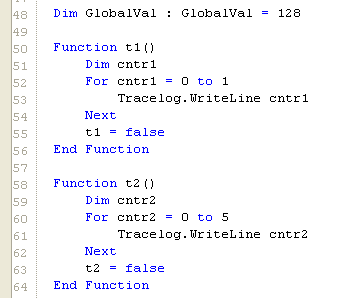 48 Dim GlobalVal : GlobalVal = 128
49
50 Function t1()
51 Dim cntr1
52 For cntr1 = 0 to 1
53 Tracelog.WriteLine cntr1
54 Next
55 t1 = false
56 End Function
57
58 Function t2()
59 Dim cntr2
60 For cntr2 = 0 to 5
61 Tracelog.WriteLine cntr2
62 Next
63 t2 = false
64 End Function